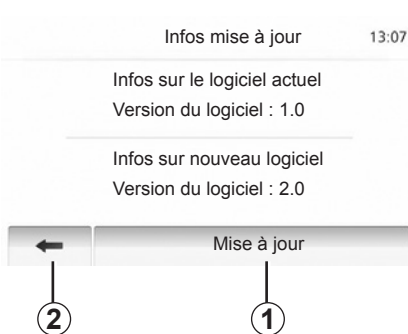 Infos mise à jour 13:07
Infos sur le logiciel actuel
Version du logiciel : 1.0
Infos sur nouveau logiciel
Version du logiciel : 2.0
Mise à jour
2 1